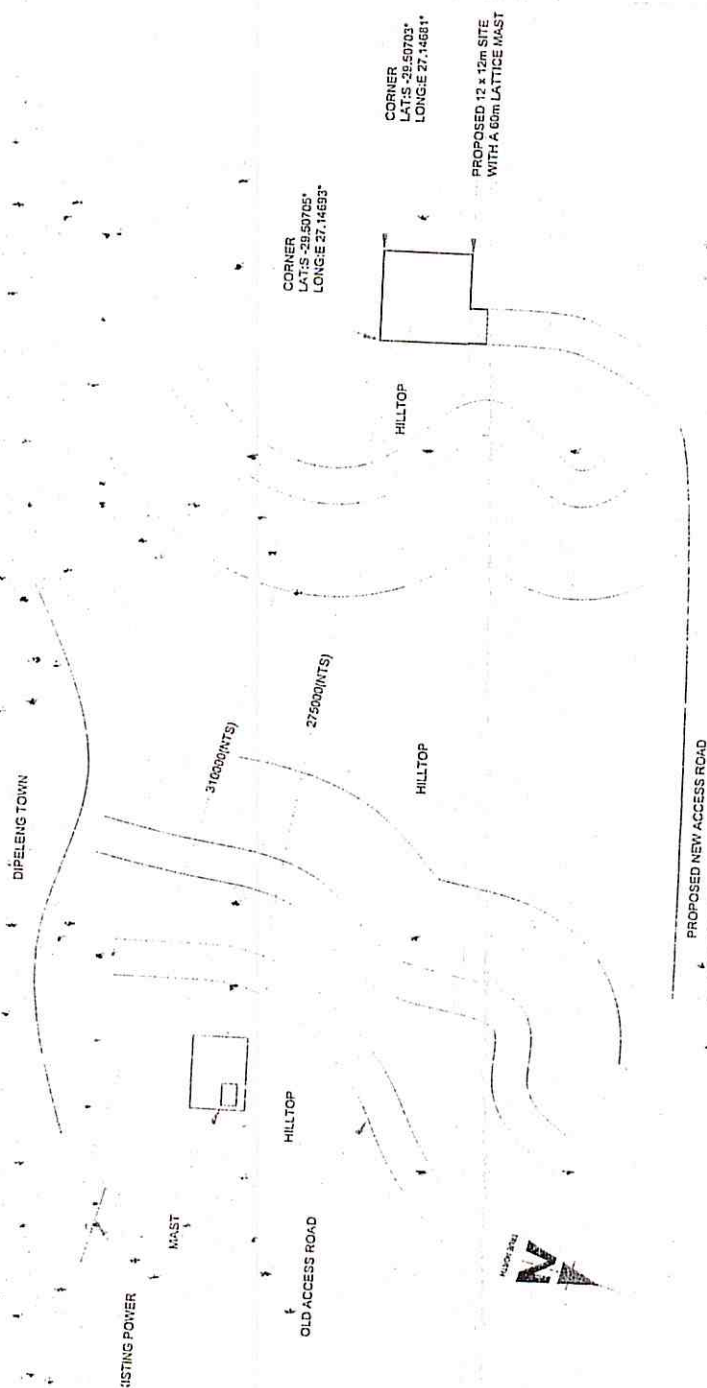 DIPELENG TOWN
CORNER
LAT:S -29.50705°
LONG:E 27.14693°
CORNER
LAT:S -29.50703°
LONG:E 27.14681°
PROPOSED 12 x 12m SITE
WITH A 60m LATTICE MAST
310000(NTS)
275000(NTS)
HILLTOP
HILLTOP
HILLTOP
ISTING POWER
MAST
OLD ACCESS ROAD
PROPOSED NEW ACCESS ROAD
TRUE NORTH
N